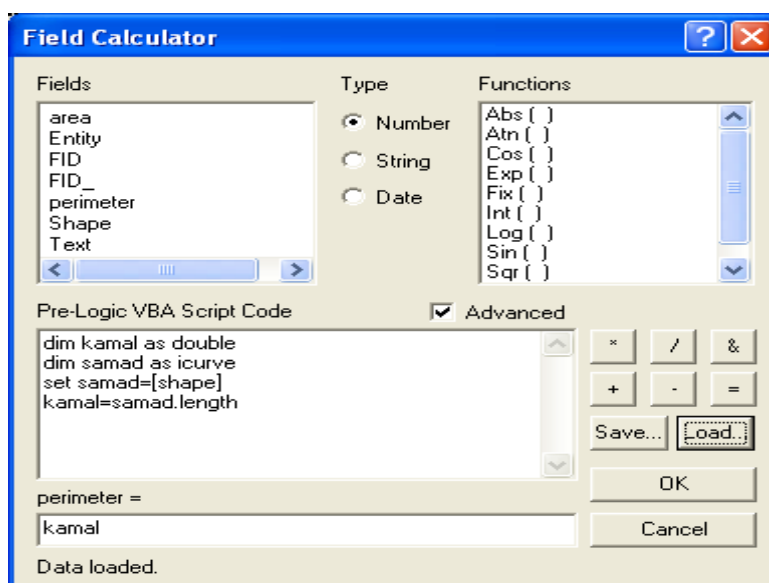 Field Calculator
Fields
Type
Functions
area
Entity
FID
FID_
perimeter
Shape
Text
Number
String
Date
Abs ( )
Atn ( )
Cos ( )
Exp ( )
Fix ( )
Int ( )
Log ( )
Sin ( )
Sqr ( )
Pre-Logic VBA Script Code
Advanced
dim kamal as double
dim samad as icurve
set samad=[shape]
kamal=samad.length
* / &
+ - =
Save... Load...
OK
perimeter =
kamal
Cancel
Data loaded.